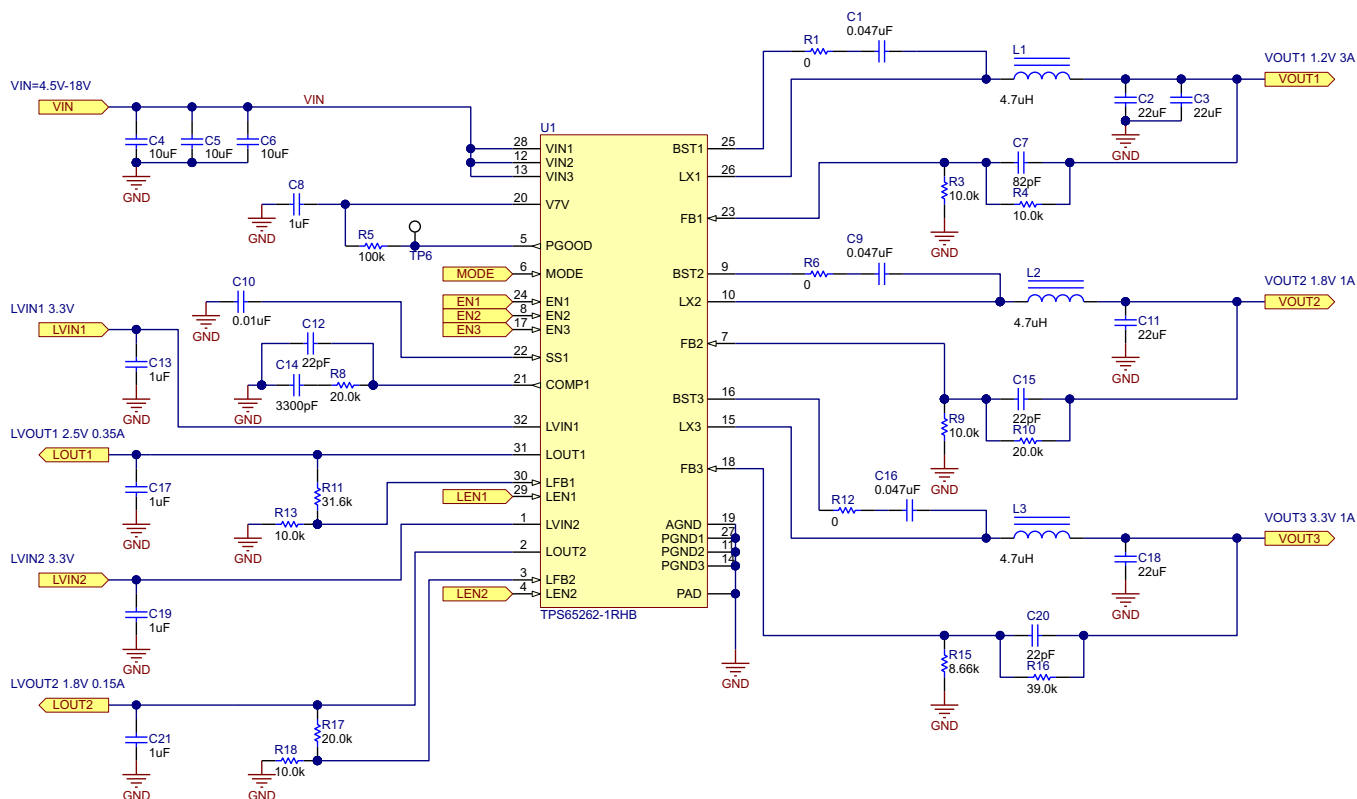 VIN=4.5V-18V
VIN
VIN
C4
10uF
C5
10uF
C6
10uF
GND
C8
1uF
GND
R5
100k
TP6
MODE
EN1
EN2
EN3
C10
0.01uF
GND
C12
22pF
C14
3300pF
R8
20.0k
GND
LVIN1 3.3V
LVIN1
C13
1uF
GND
LVOUT1 2.5V 0.35A
LOUT1
C17
1uF
GND
R11
31.6k
R13
10.0k
GND
LEN1
LVIN2 3.3V
LVIN2
C19
1uF
GND
LEN2
LVOUT2 1.8V 0.15A
LOUT2
C21
1uF
GND
R17
20.0k
R18
10.0k
GND
U1
28 VIN1
12 VIN2
13 VIN3
20 V7V
5 PGOOD
6 MODE
24 EN1
8 EN2
17 EN3
22 SS1
21 COMP1
32 LVIN1
31 LOUT1
30 LFB1
29 LEN1
1 LVIN2
2 LOUT2
3 LFB2
4 LEN2
BST1 25
LX1 26
FB1 23
BST2 9
LX2 10
FB2 7
BST3 16
LX3 15
FB3 18
AGND 19
PGND1 27
PGND2 11
PGND3 14
PAD
TPS65262-1RHB
GND
R1
0
C1
0.047uF
L1
4.7uH
C2
22uF
C3
22uF
GND
VOUT1 1.2V 3A
VOUT1
C7
82pF
R3
10.0k
R4
10.0k
GND
R6
0
C9
0.047uF
L2
4.7uH
C11
22uF
GND
VOUT2 1.8V 1A
VOUT2
C15
22pF
R9
10.0k
R10
20.0k
GND
R12
0
C16
0.047uF
L3
4.7uH
C18
22uF
GND
VOUT3 3.3V 1A
VOUT3
C20
22pF
R15
8.66k
R16
39.0k
GND